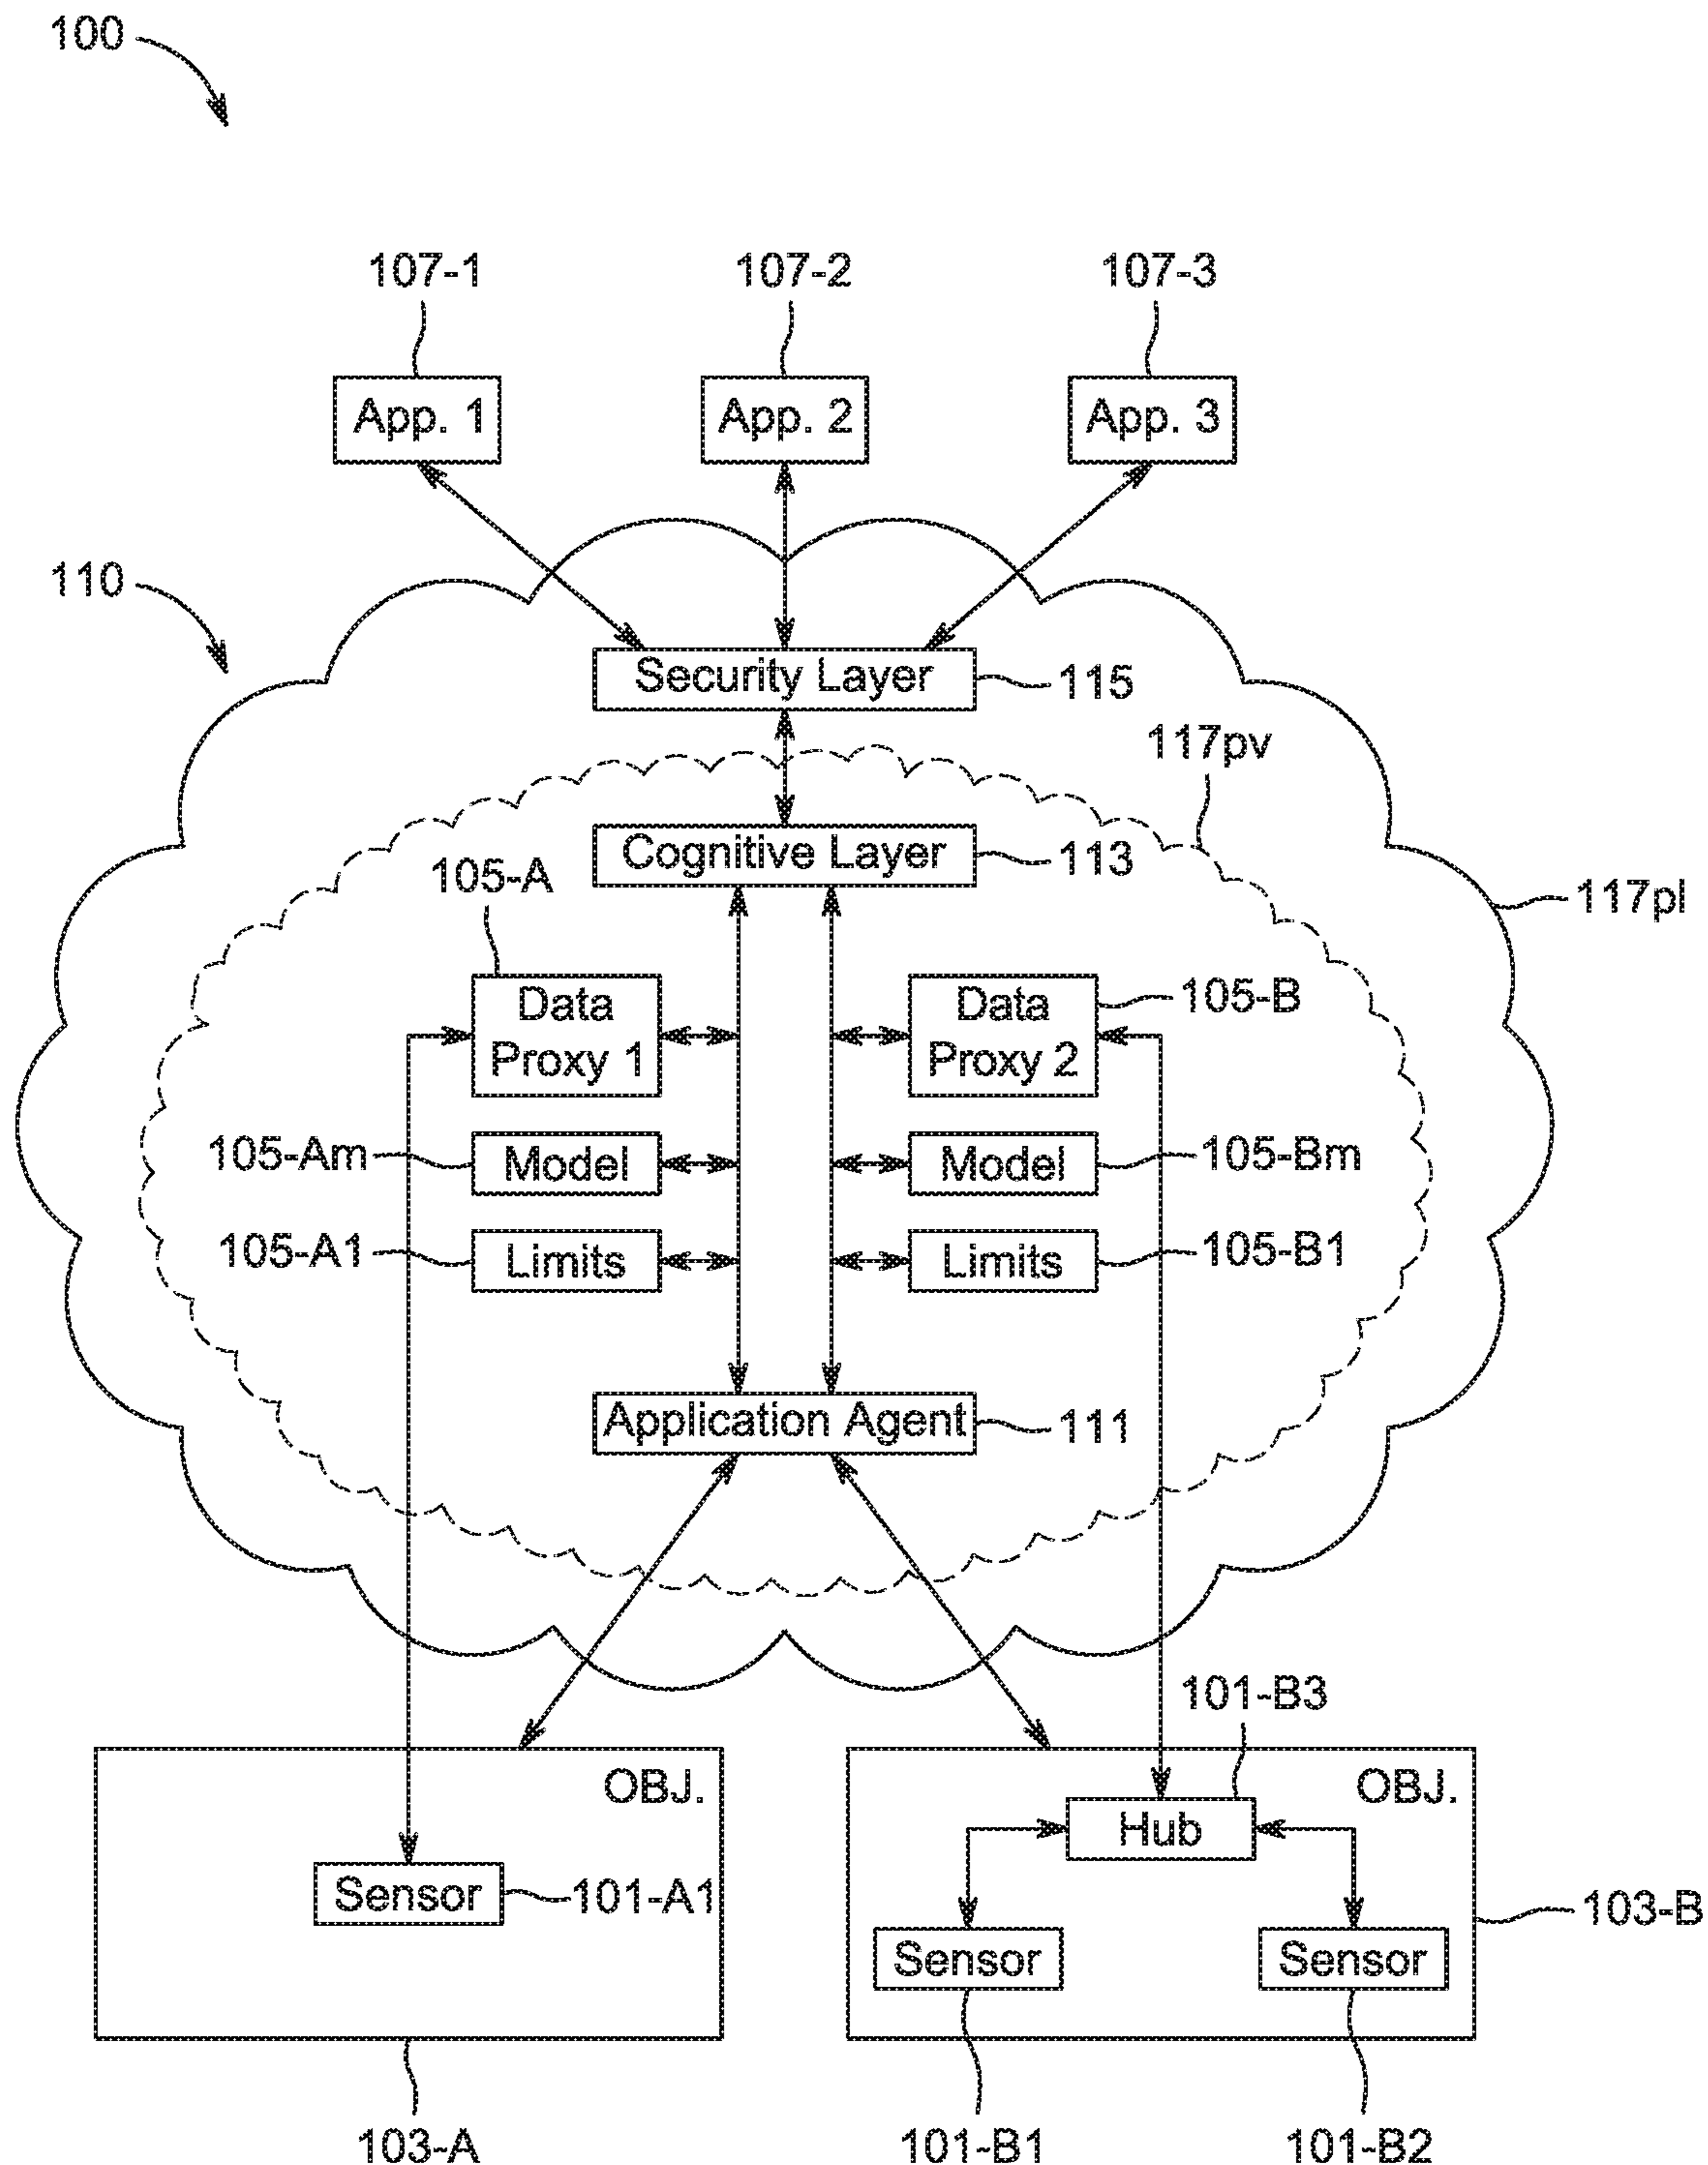 100
107-1
107-2
107-3
App. 1
App. 2
App. 3
110
Security Layer
115
117pv
Cognitive Layer
113
105-A
117pl
Data
Proxy 1
Data
Proxy 2
105-B
105-Am
Model
Model
105-Bm
105-A1
Limits
Limits
105-B1
Application Agent
111
101-B3
OBJ.
OBJ.
Hub
Sensor
101-A1
103-B
Sensor
Sensor
103-A
101-B1
101-B2